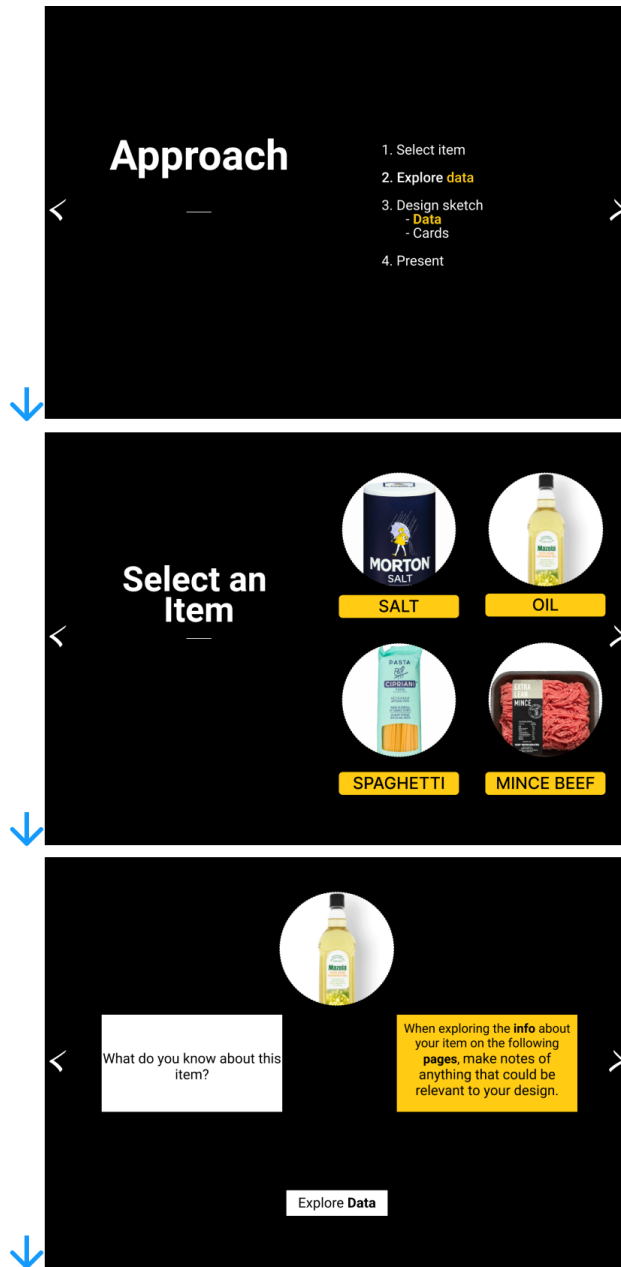 Approach
1. Select item
2. Explore data
3. Design sketch
- Data
- Cards
4. Present
Select an
Item
MORTON
SALT
SALT
Mazola
OIL
PASTA
CIPRIANI
SPAGHETTI
EXTRA
LEAN
MINCE
MINCE BEEF
Mazola
What do you know about this
item?
When exploring the info about
your item on the following
pages, make notes of
anything that could be
relevant to your design.
Explore Data